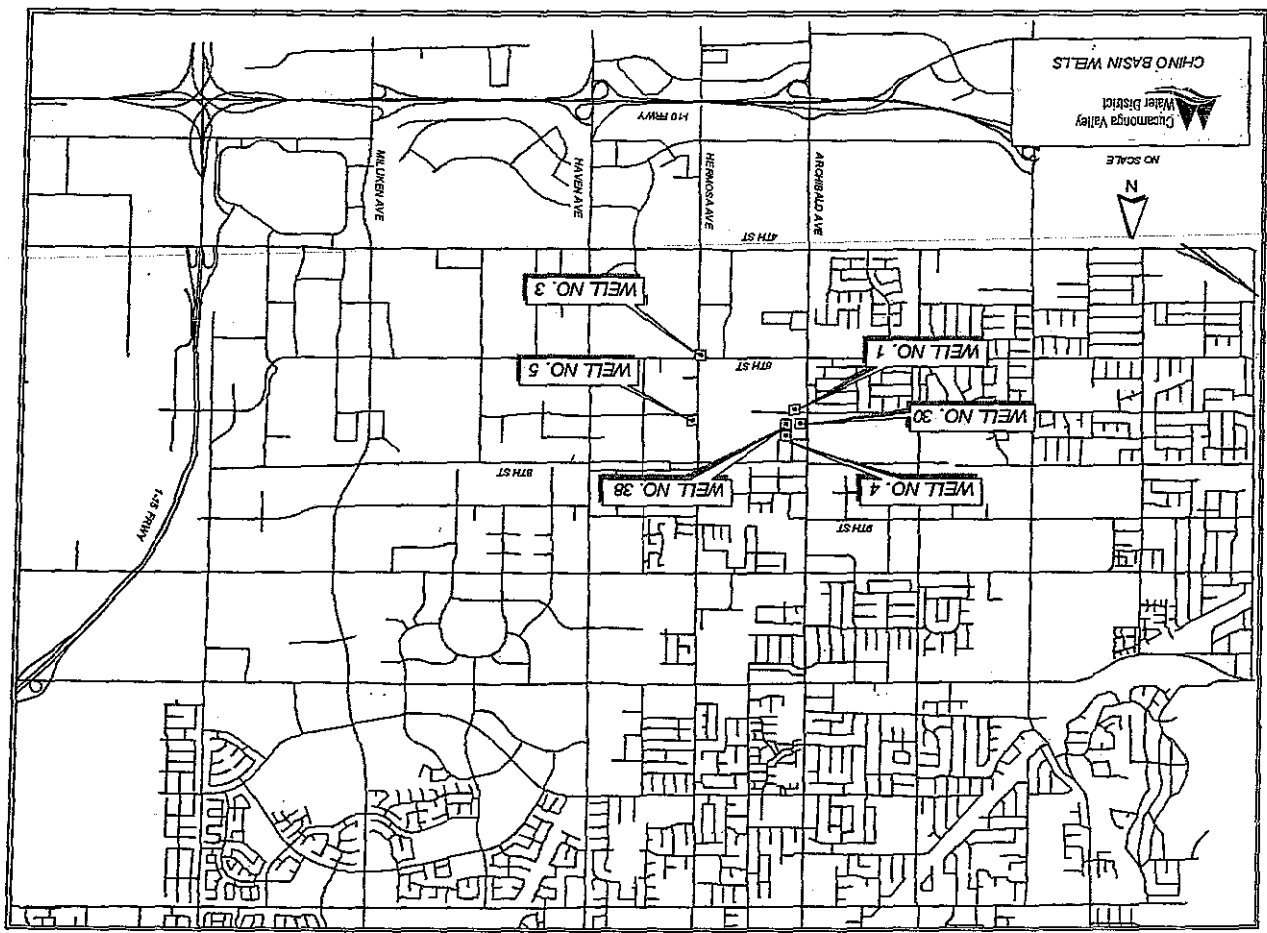 9TH ST
I-15 FRWY
WELL NO. 4
WELL NO. 38
8TH ST
WELL NO. 30
WELL NO. 5
6TH ST
WELL NO. 1
WELL NO. 3
4TH ST
N
ARCHIBALD AVE
HERMOSA AVE
HAVEN AVE
MILLIKEN AVE
NO SCALE
Cucamonga Valley
Water District
I-10 FRWY
CHINO BASIN WELLS